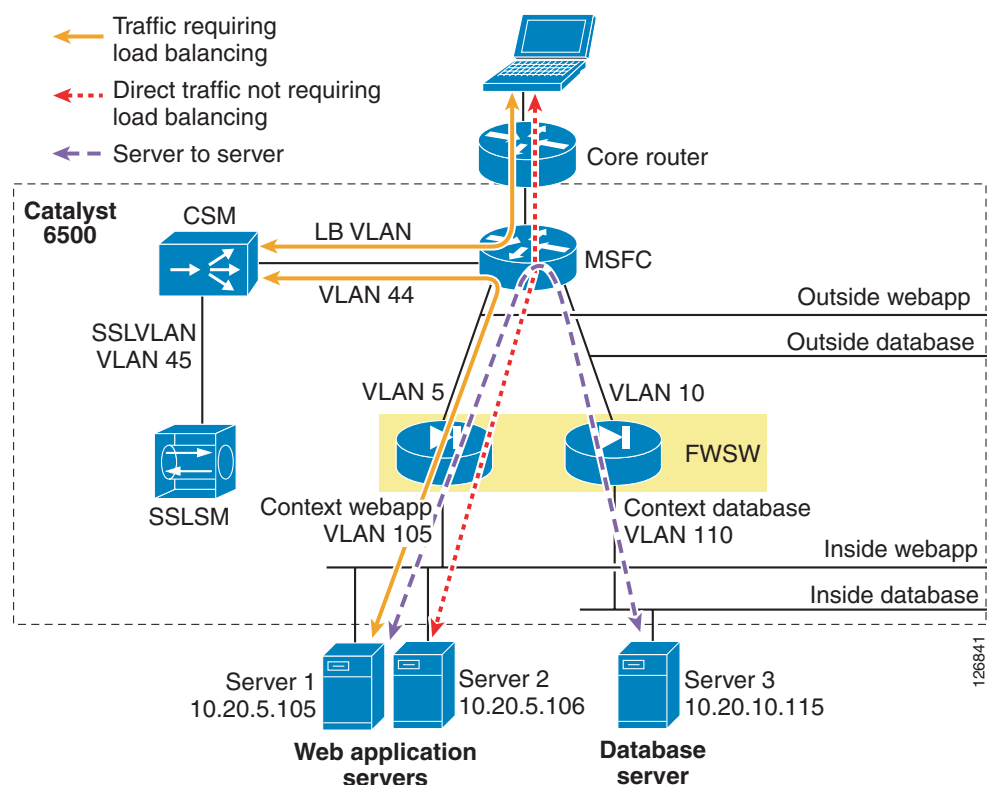 Traffic requiring
load balancing
Direct traffic not requiring
load balancing
Server to server
Core router
Catalyst
6500
CSM
LB VLAN
MSFC
VLAN 44
Outside webapp
SSLVLAN
VLAN 45
Outside database
VLAN 5
VLAN 10
FWSW
SSLSM
Context webapp
VLAN 105
Context database
VLAN 110
Inside webapp
Inside database
Server 1
10.20.5.105
Server 2
10.20.5.106
Server 3
10.20.10.115
126841
Web application
servers
Database
server